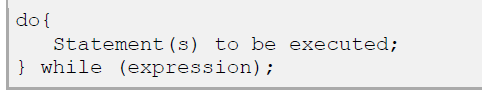 do{
   Statement(s) to be executed;
} while (expression);